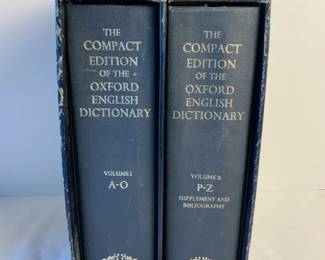 THE
COMPACT
EDITION
OF THE
OXFORD
ENGLISH
DICTIONARY
VOLUME I
A-O
THE
COMPACT
EDITION
OF THE
OXFORD
ENGLISH
DICTIONARY
VOLUME II
P-Z
SUPPLEMENT AND
BIBLIOGRAPHY